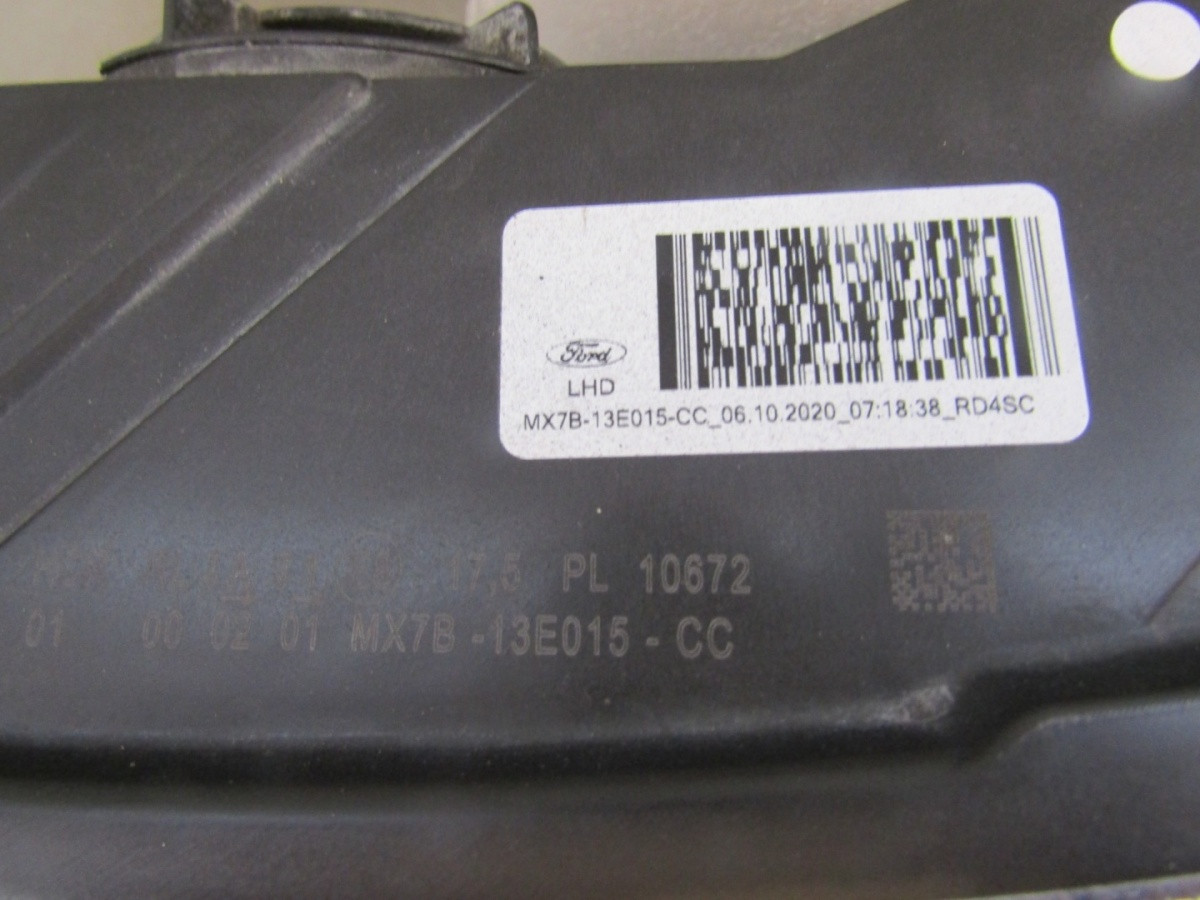 Ford
LHD
MX7B-13E015-CC_06.10.2020_07:18:38_RD4SC
17,5 PL 10672
01 00 02 01 MX7B - 13E015 - CC